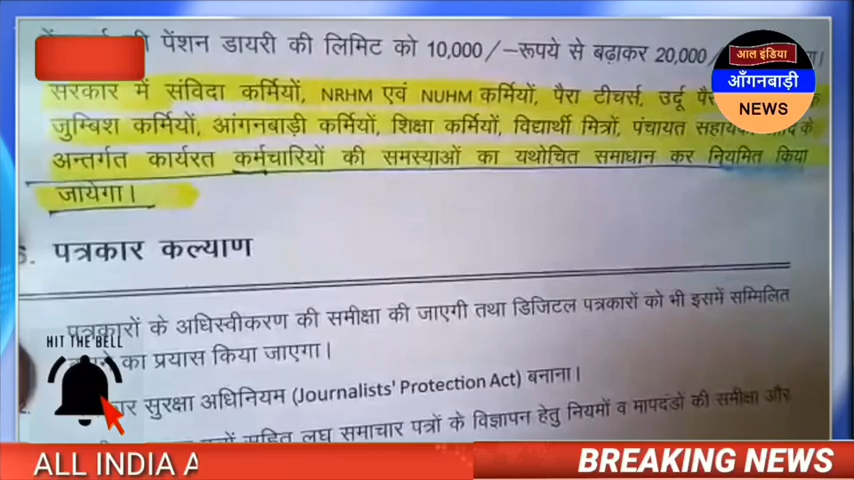 पेंशन डायरी की लिमिट को 10,000/–रूपये से बढ़ाकर 20,000/
सरकार में संविदा कर्मियों, NRHM एवं NUHM कर्मियों, पैरा टीचर्स, उर्दू
जुम्बिश कर्मियों, आंगनबाड़ी कर्मियों, शिक्षा कर्मियों, विद्यार्थी मित्रों, पंचायत के
अन्तर्गत कार्यरत कर्मचारियों की समस्याओं का यथोचित समाधान कर नियमित किया
जायेगा।
पत्रकार कल्याण
पत्रकारों के अधिस्वीकरण की समीक्षा की जाएगी तथा डिजिटल पत्रकारों को भी इसमें सम्मिलित
का प्रयास किया जाएगा।
सुरक्षा अधिनियम (Journalists' Protection Act) बनाना।
सहित लघु समाचार पत्रों के विज्ञापन हेतु नियमों व मापदंडों की समीक्षा और
आल इंडिया
आँगनबाड़ी
NEWS
HIT THE BELL
ALL INDIA
BREAKING NEWS